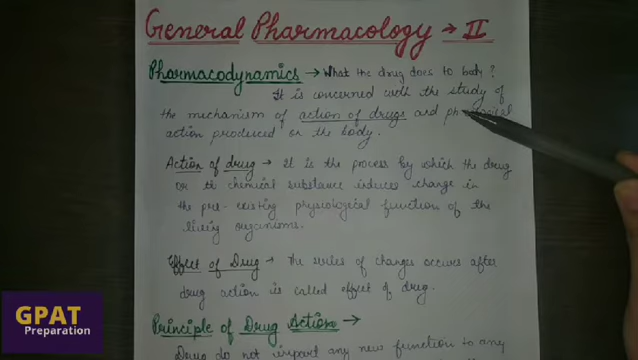 General Pharmacology → II
Pharmacodynamics → What the drug does to body?
It is concerned with the study of
the mechanism of action of drugs and
action produced on the body.
Action of drug → It is the process by which the drug
or the chemical substance induces change in
the pre-existing physiological function of the
living organisms.
Effect of Drug → The series of changes occurs after
drug action is called effect of drug.
Principle of Drug Action →
Drug do not impart any new function to any
GPAT
Preparation